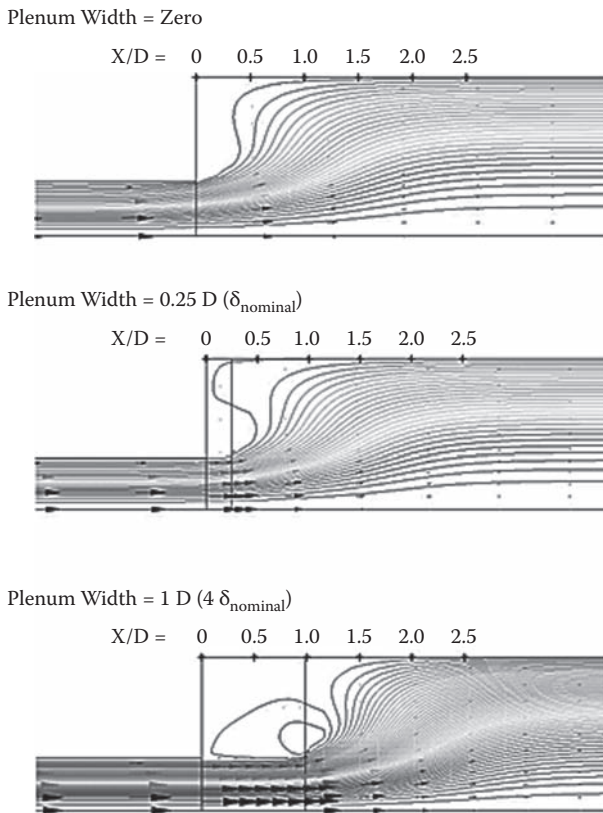 Plenum Width = Zero
X/D = 0 0.5 1.0 1.5 2.0 2.5
Plenum Width = 0.25 D (δnominal)
X/D = 0 0.5 1.0 1.5 2.0 2.5
Plenum Width = 1 D (4 δnominal)
X/D = 0 0.5 1.0 1.5 2.0 2.5